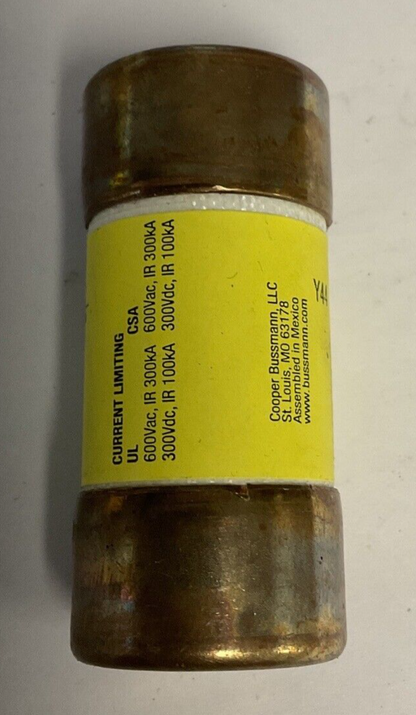 CURRENT LIMITING
UL CSA
600Vac, IR 300kA 600Vac, IR 300kA
300Vdc, IR 100kA 300Vdc, IR 100kA
Cooper Bussmann, LLC
St. Louis, MO 63178
Assembled in Mexico
www.bussmann.com